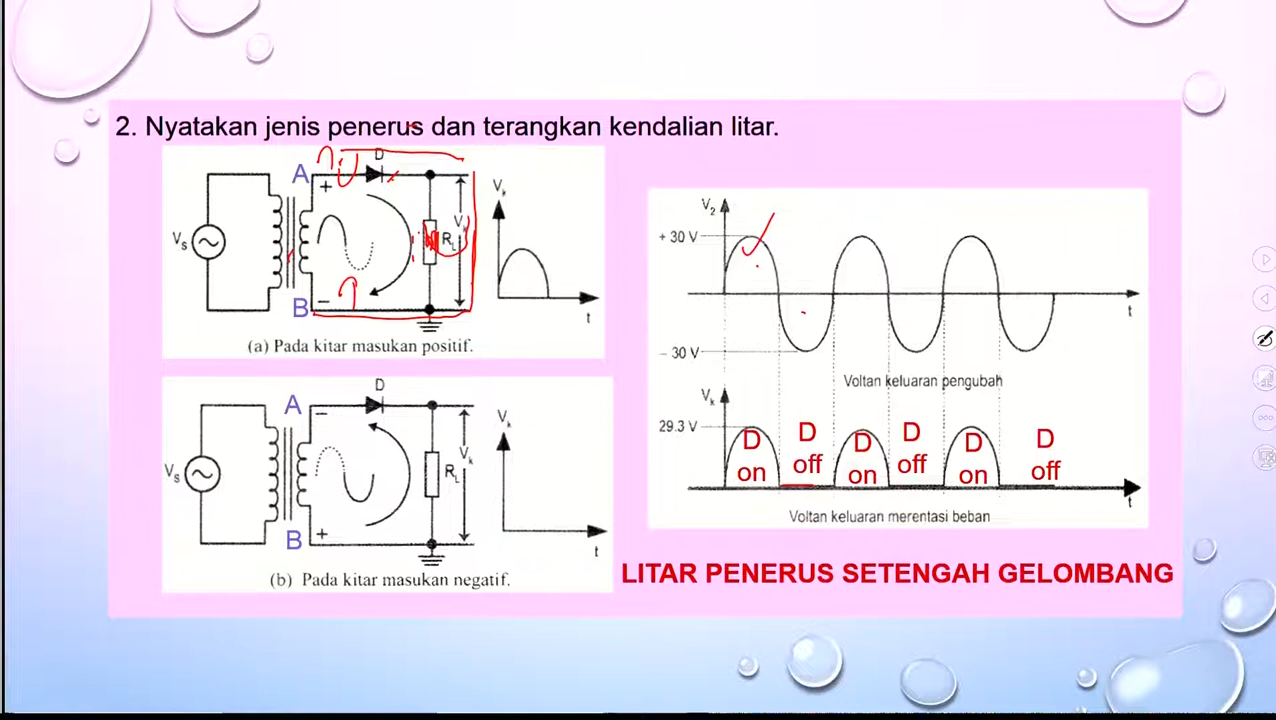 2. Nyatakan jenis penerus dan terangkan kendalian litar.
A
D
+
Vs
Vk
RL
B
−
Vk
t
(a) Pada kitar masukan positif.
A
D
−
Vs
Vk
RL
B
+
Vk
t
(b) Pada kitar masukan negatif.
V2
+ 30 V
t
− 30 V
Voltan keluaran pengubah
Vk
29.3 V
D on D off D on D off D on D off
t
Voltan keluaran merentasi beban
LITAR PENERUS SETENGAH GELOMBANG